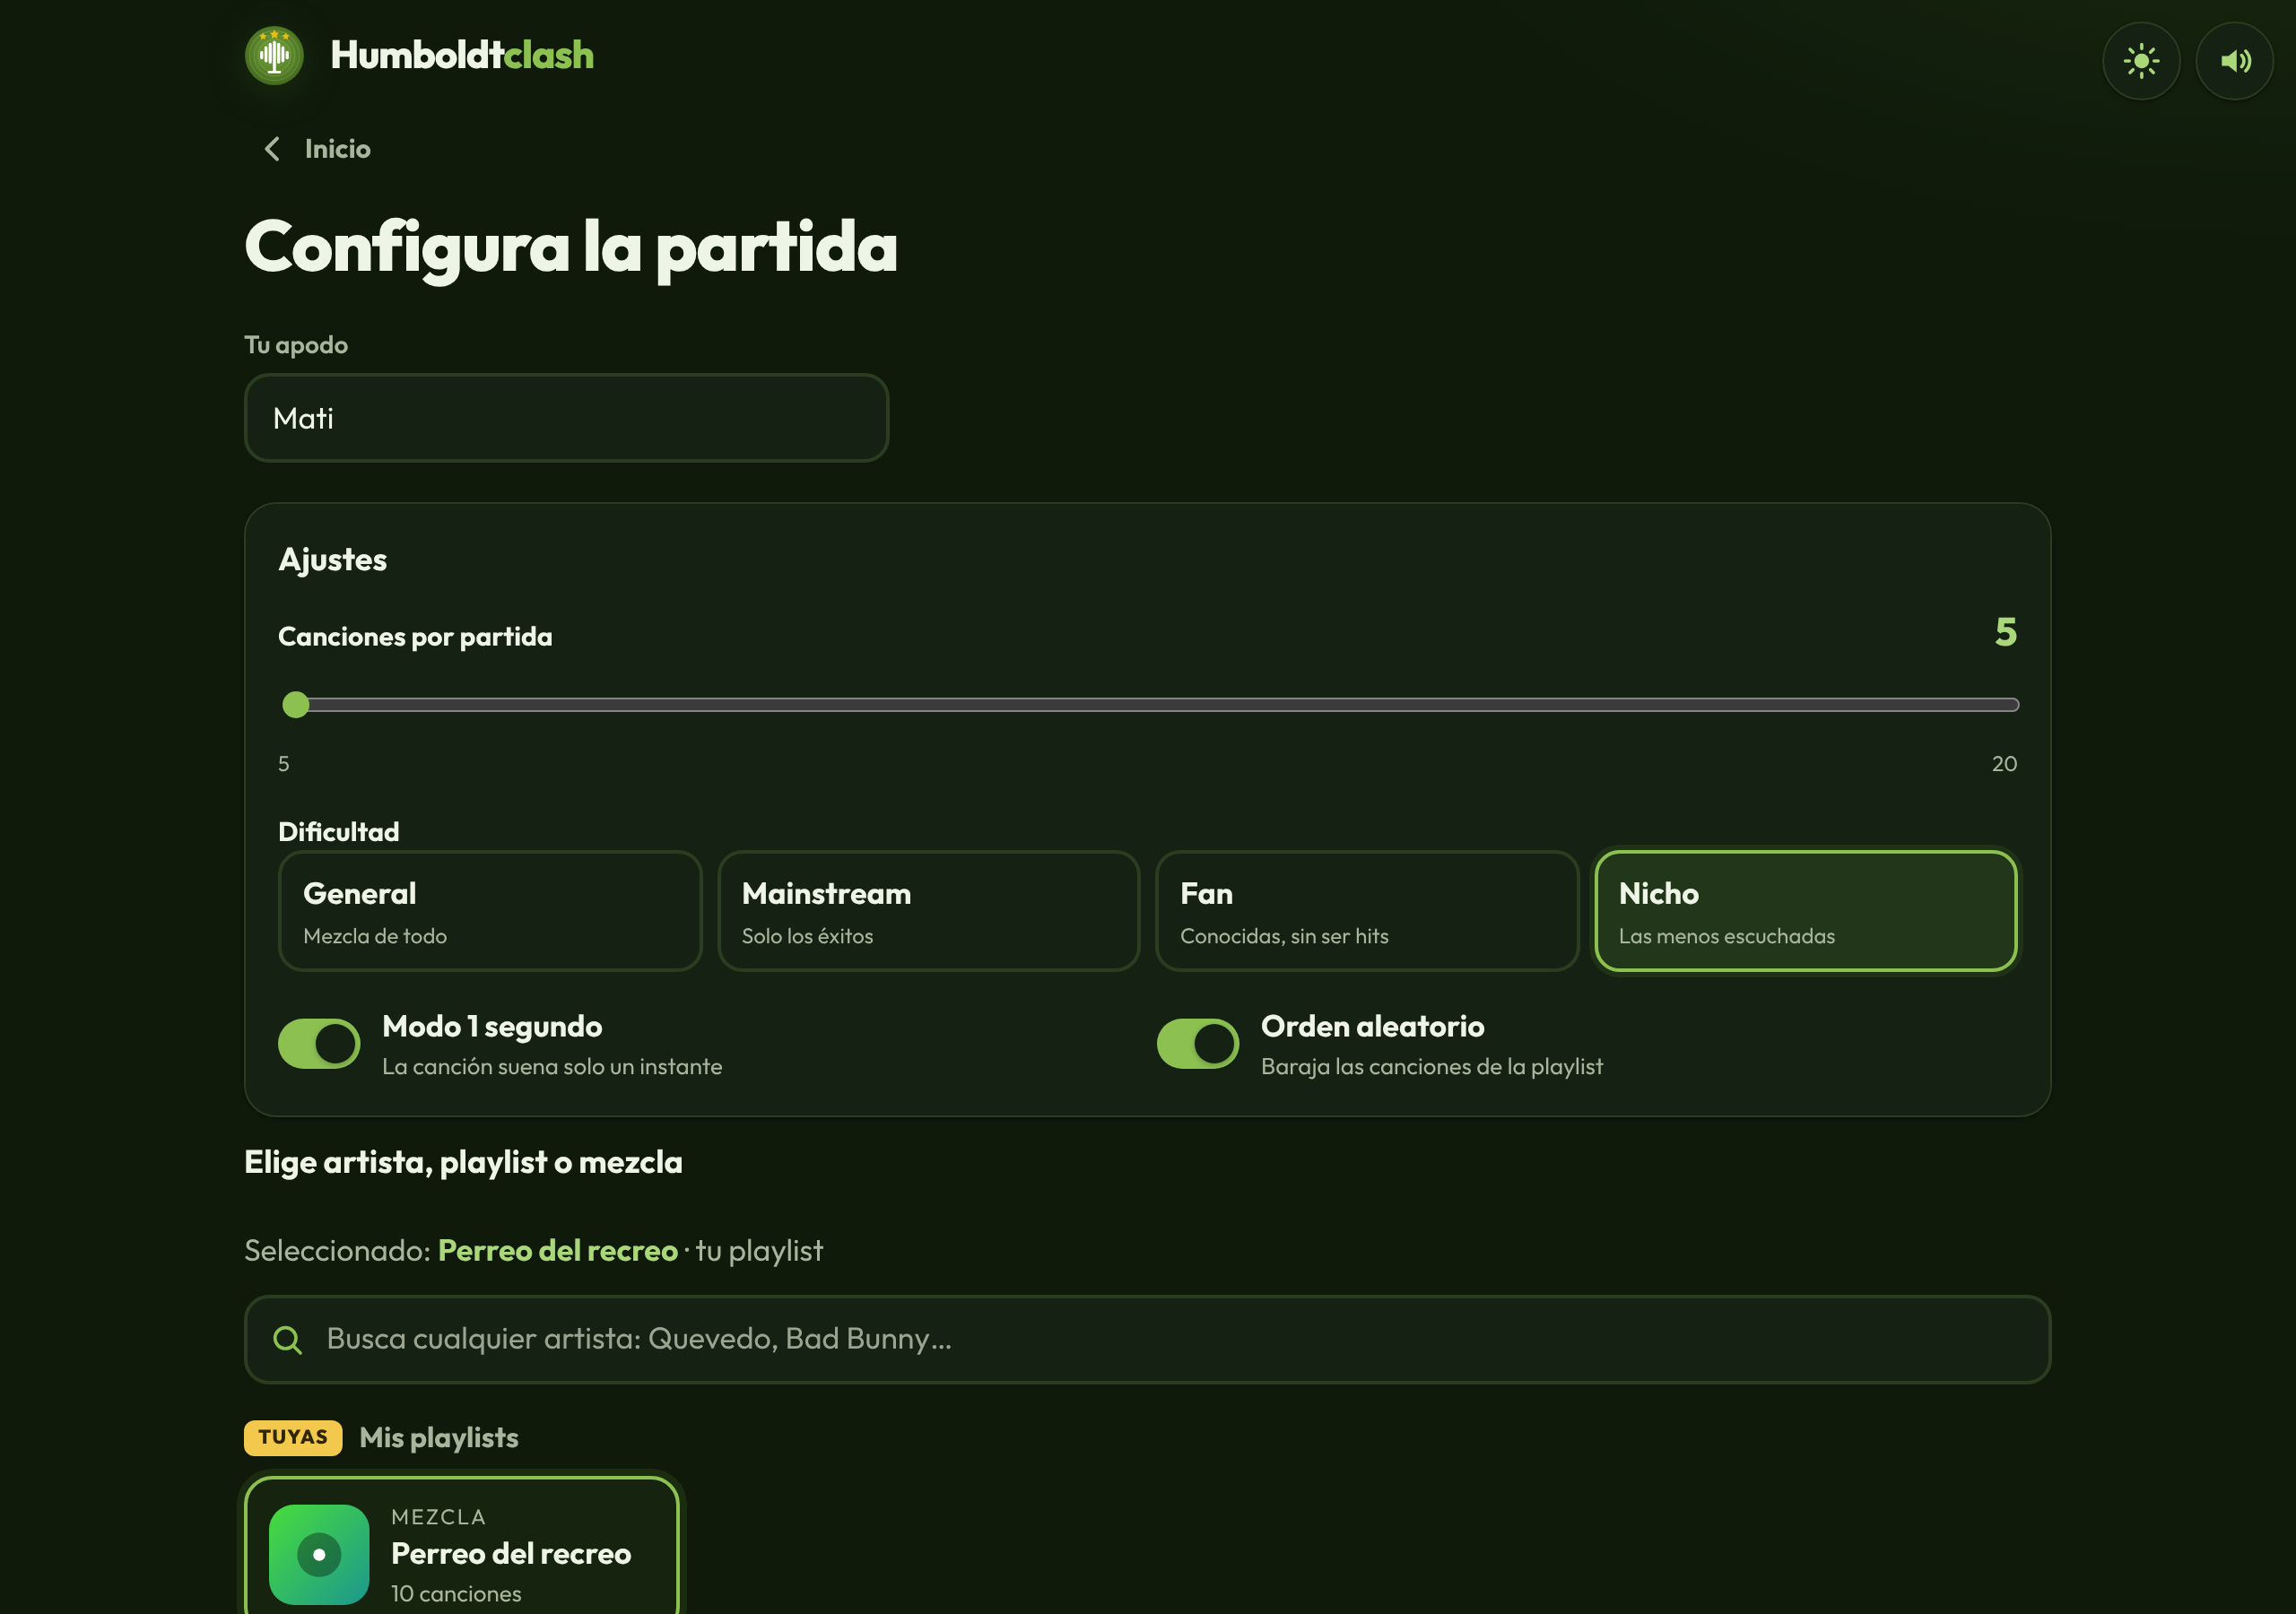 Humboldtclash
Inicio
Configura la partida
Tu apodo
Mati
Ajustes
Canciones por partida
5
5
20
Dificultad
General
Mezcla de todo
Mainstream
Solo los éxitos
Fan
Conocidas, sin ser hits
Nicho
Las menos escuchadas
Modo 1 segundo
La canción suena solo un instante
Orden aleatorio
Baraja las canciones de la playlist
Elige artista, playlist o mezcla
Seleccionado: Perreo del recreo · tu playlist
Busca cualquier artista: Quevedo, Bad Bunny...
TUYAS Mis playlists
MEZCLA
Perreo del recreo
10 canciones